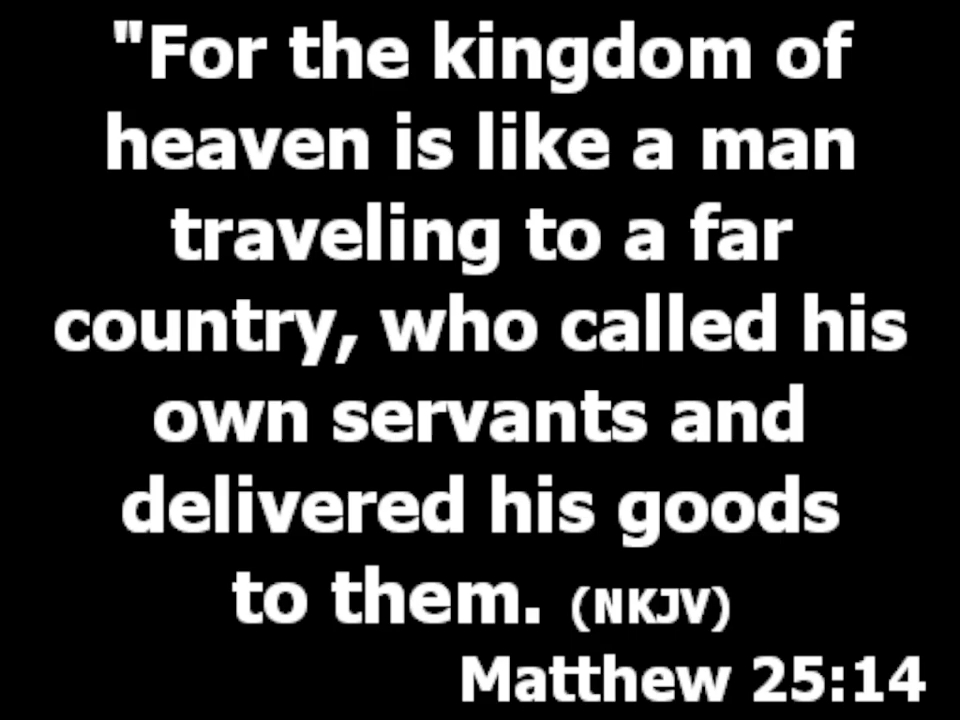 "For the kingdom of
heaven is like a man
traveling to a far
country, who called his
own servants and
delivered his goods
to them. (NKJV)
Matthew 25:14